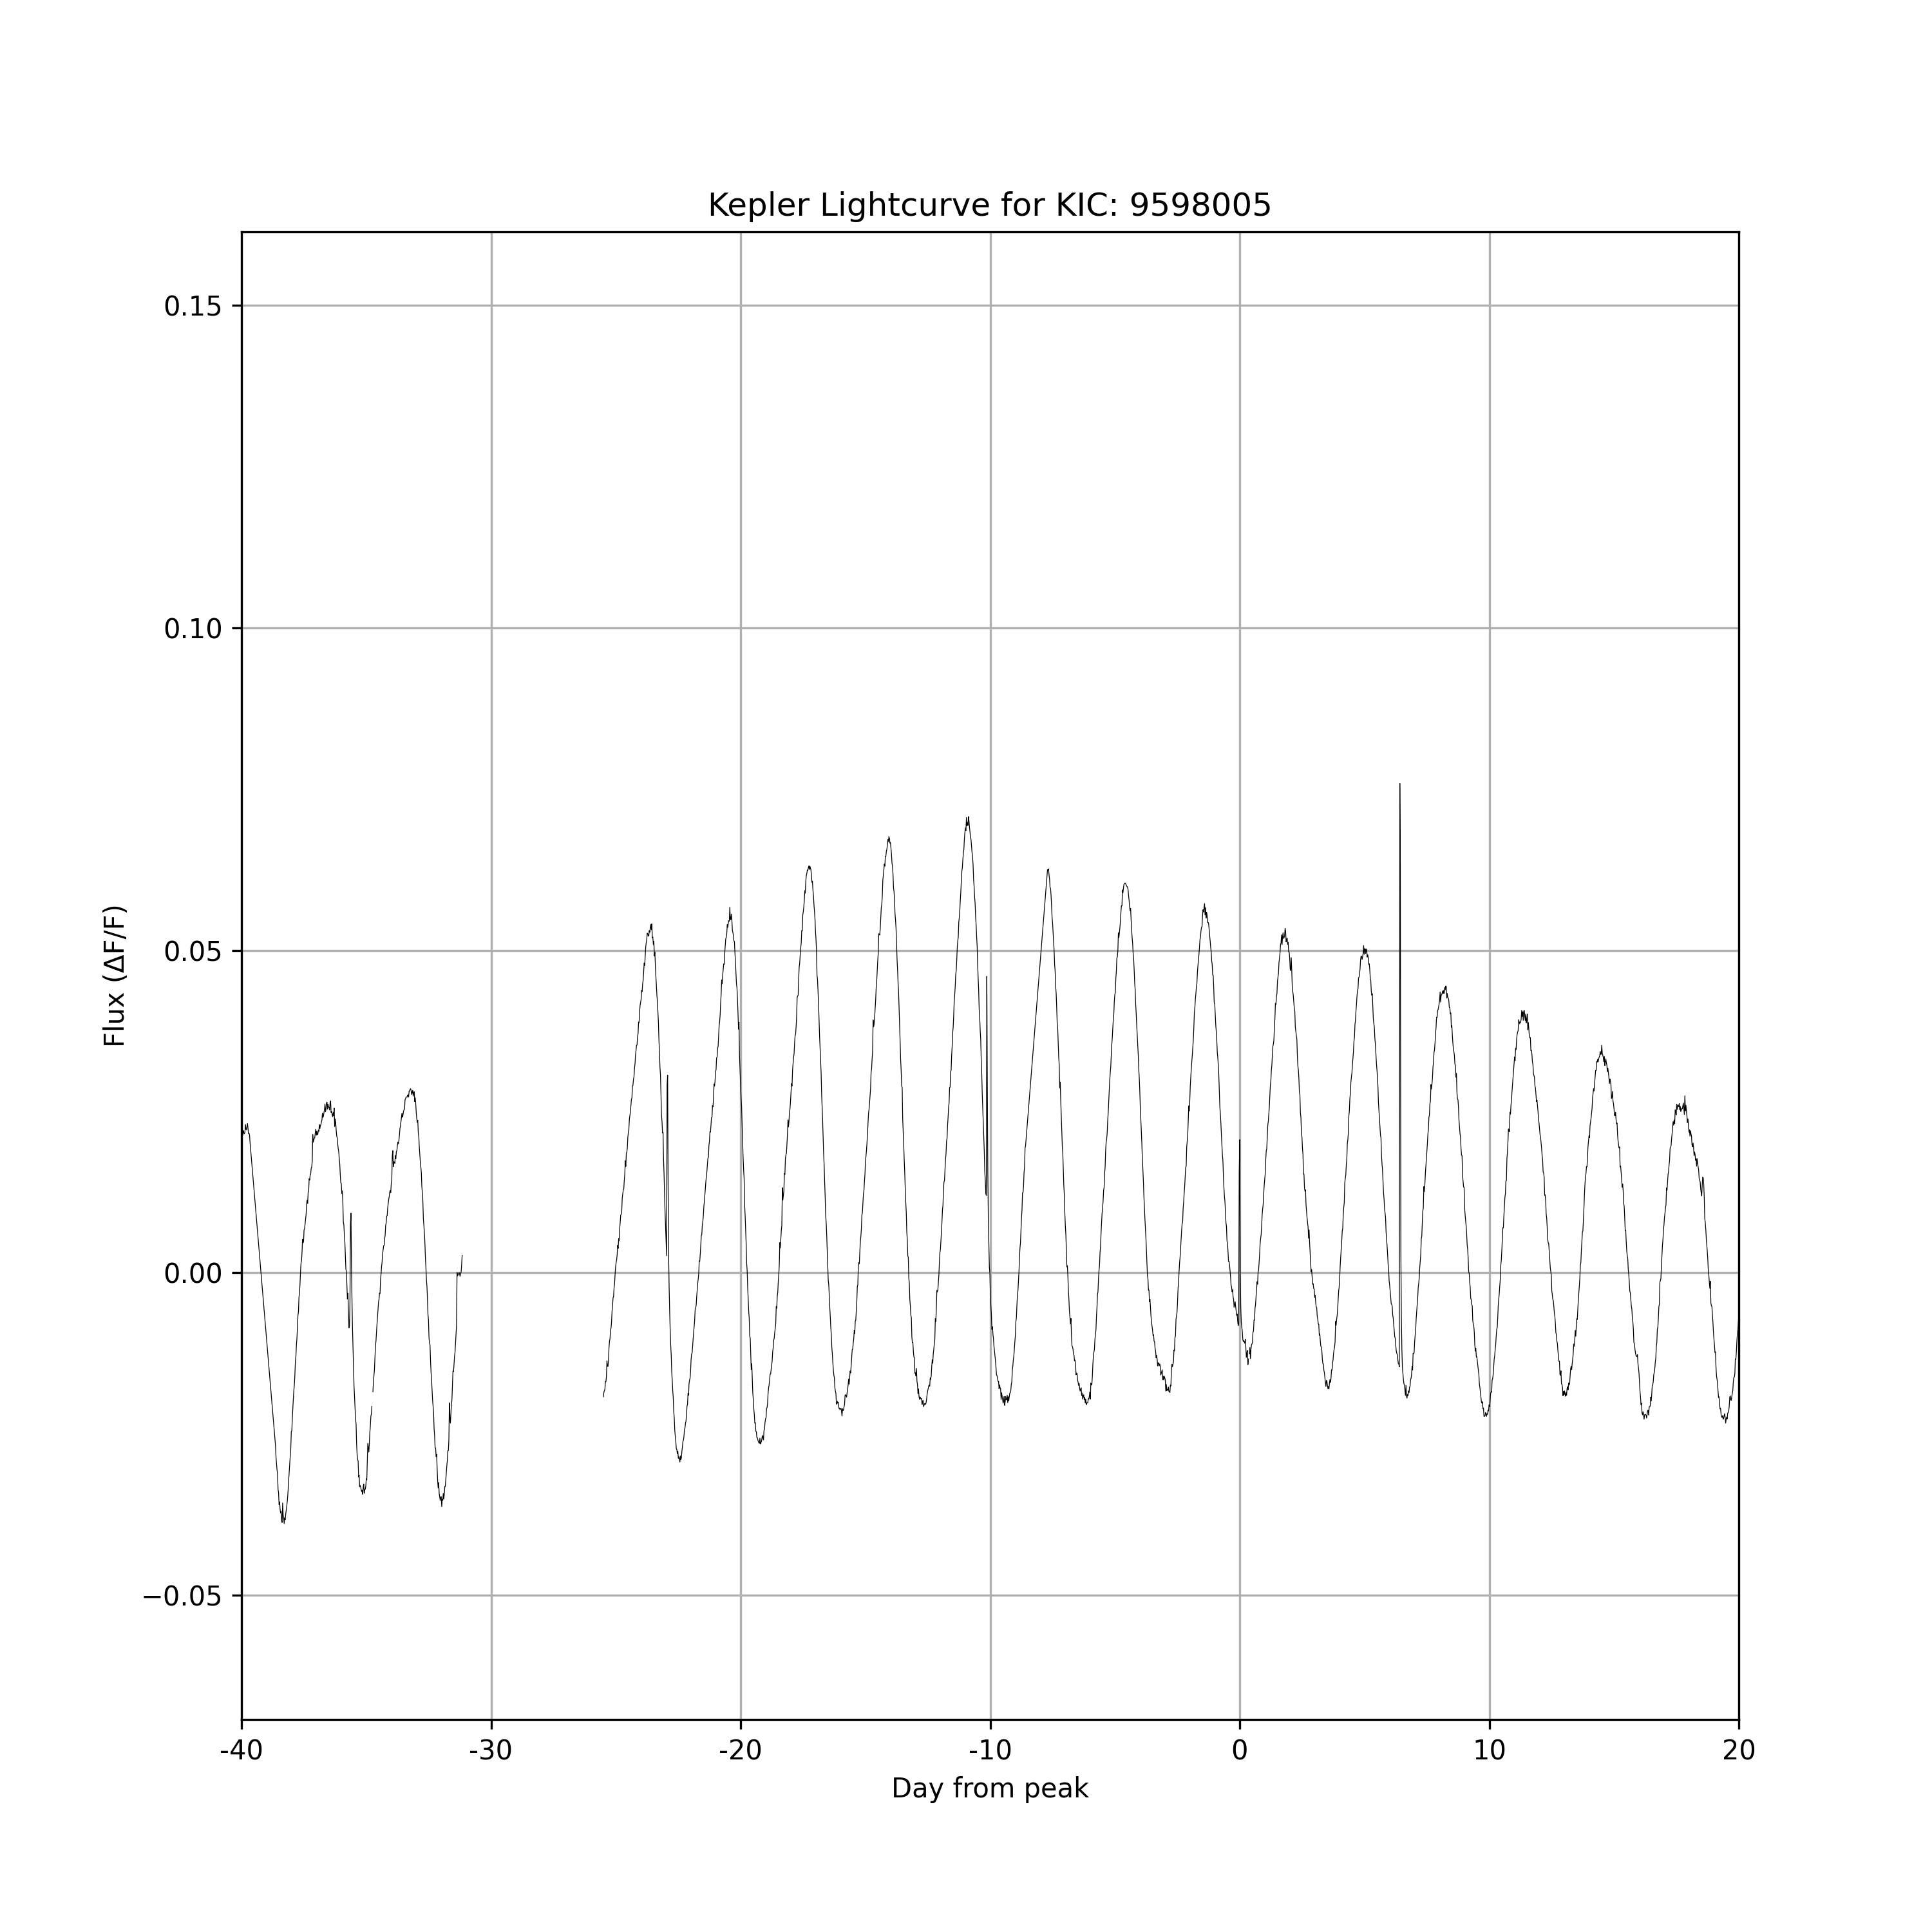 Kepler Lightcurve for KIC: 9598005
0.15
0.10
0.05
0.00
−0.05
Flux (ΔF/F)
-40 -30 -20 -10 0 10 20
Day from peak